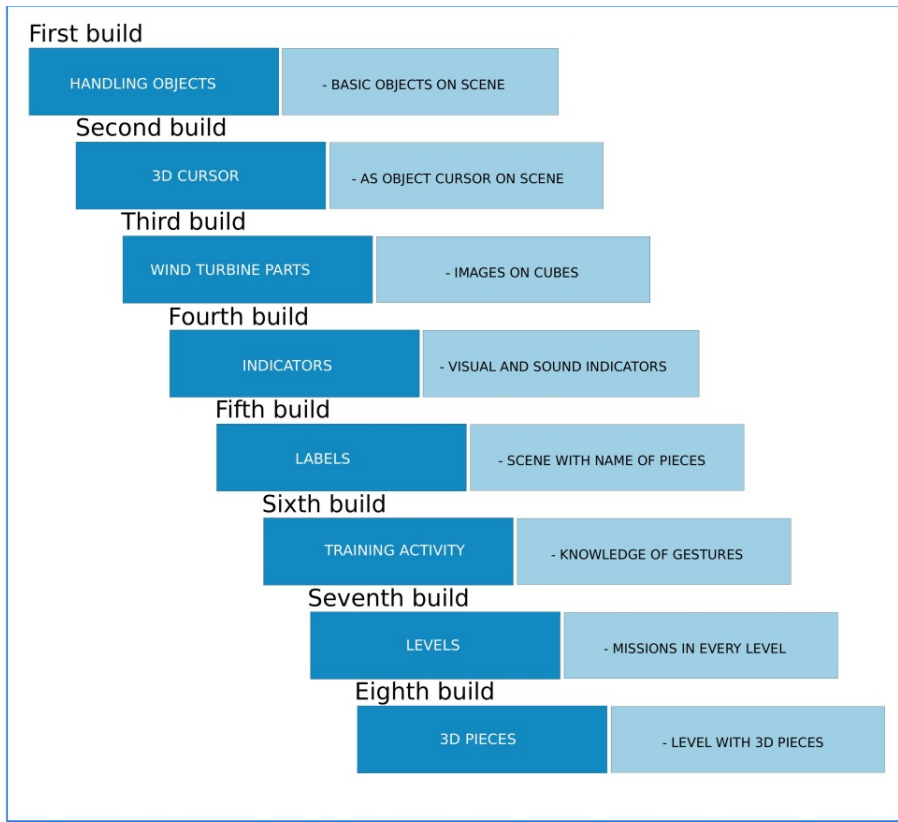 First build
HANDLING OBJECTS
- BASIC OBJECTS ON SCENE
Second build
3D CURSOR
- AS OBJECT CURSOR ON SCENE
Third build
WIND TURBINE PARTS
- IMAGES ON CUBES
Fourth build
INDICATORS
- VISUAL AND SOUND INDICATORS
Fifth build
LABELS
- SCENE WITH NAME OF PIECES
Sixth build
TRAINING ACTIVITY
- KNOWLEDGE OF GESTURES
Seventh build
LEVELS
- MISSIONS IN EVERY LEVEL
Eighth build
3D PIECES
- LEVEL WITH 3D PIECES